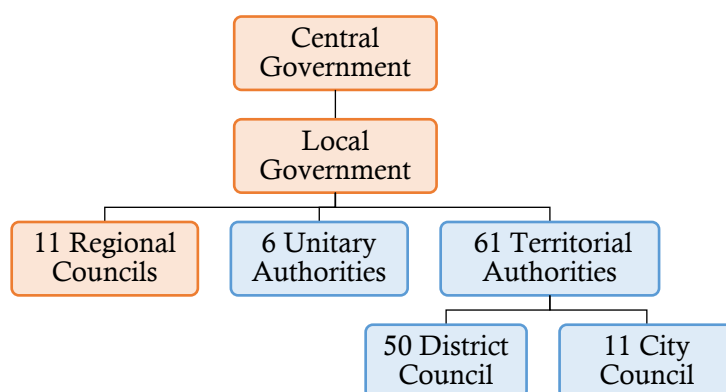 Central
Government
Local
Government
11 Regional
Councils
6 Unitary
Authorities
61 Territorial
Authorities
50 District
Council
11 City
Council